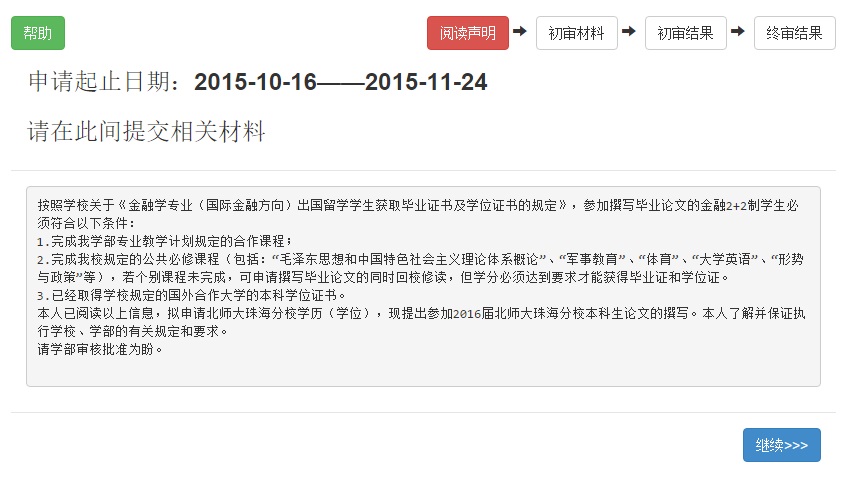 帮助
阅读声明 ➡ 初审材料 ➡ 初审结果 ➡ 终审结果
申请起止日期：2015-10-16——2015-11-24
请在此间提交相关材料
按照学校关于《金融学专业（国际金融方向）出国留学学生获取毕业证书及学位证书的规定》，参加撰写毕业论文的金融2+2制学生必
须符合以下条件：
1.完成我学部专业教学计划规定的合作课程；
2.完成我校规定的公共必修课程（包括：“毛泽东思想和中国特色社会主义理论体系概论”、“军事教育”、“体育”、“大学英语”、“形势
与政策”等），若个别课程未完成，可申请撰写毕业论文的同时回校修读，但学分必须达到要求才能获得毕业证和学位证。
3.已经取得学校规定的国外合作大学的本科学位证书。
本人已阅读以上信息，拟申请北师大珠海分校学历（学位），现提出参加2016届北师大珠海分校本科生论文的撰写。本人了解并保证执
行学校、学部的有关规定和要求。
请学部审核批准为盼。
继续>>>